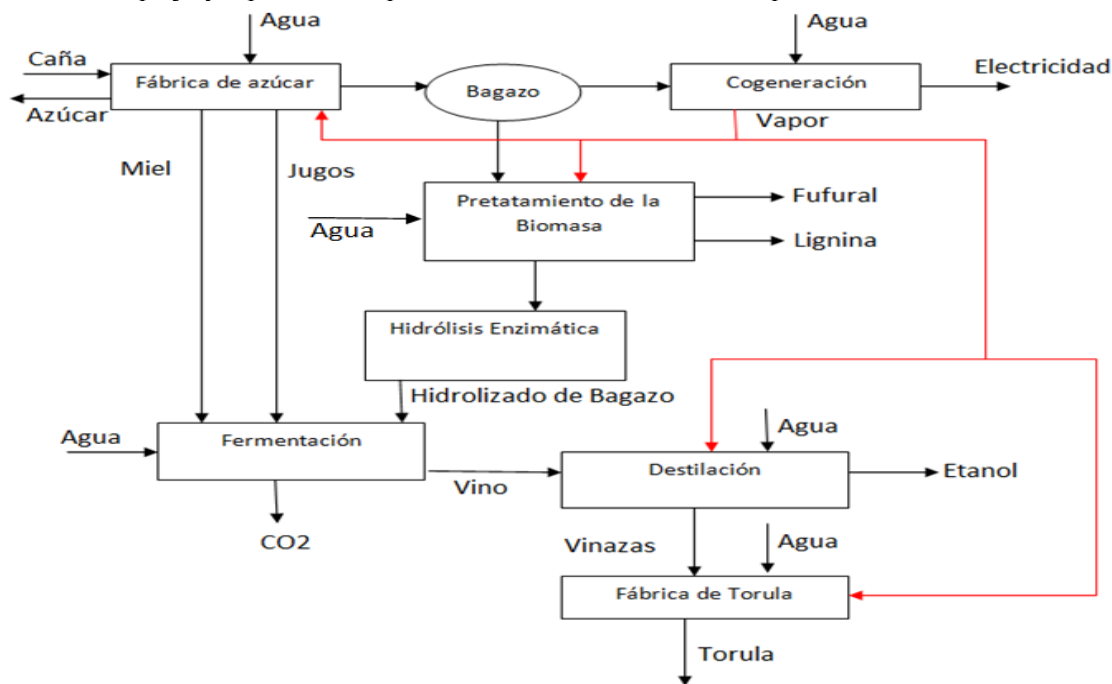 Agua
Agua
Caña
Fábrica de azúcar
Cogeneración
Electricidad
Bagazo
Azúcar
Vapor
Miel
Jugos
Pretatamiento de la
Biomasa
Fufural
Agua
Lignina
Hidrólisis Enzimática
Hidrolizado de Bagazo
Agua
Fermentación
Agua
Destilación
Etanol
Vino
CO2
Vinazas
Agua
Fábrica de Torula
Torula